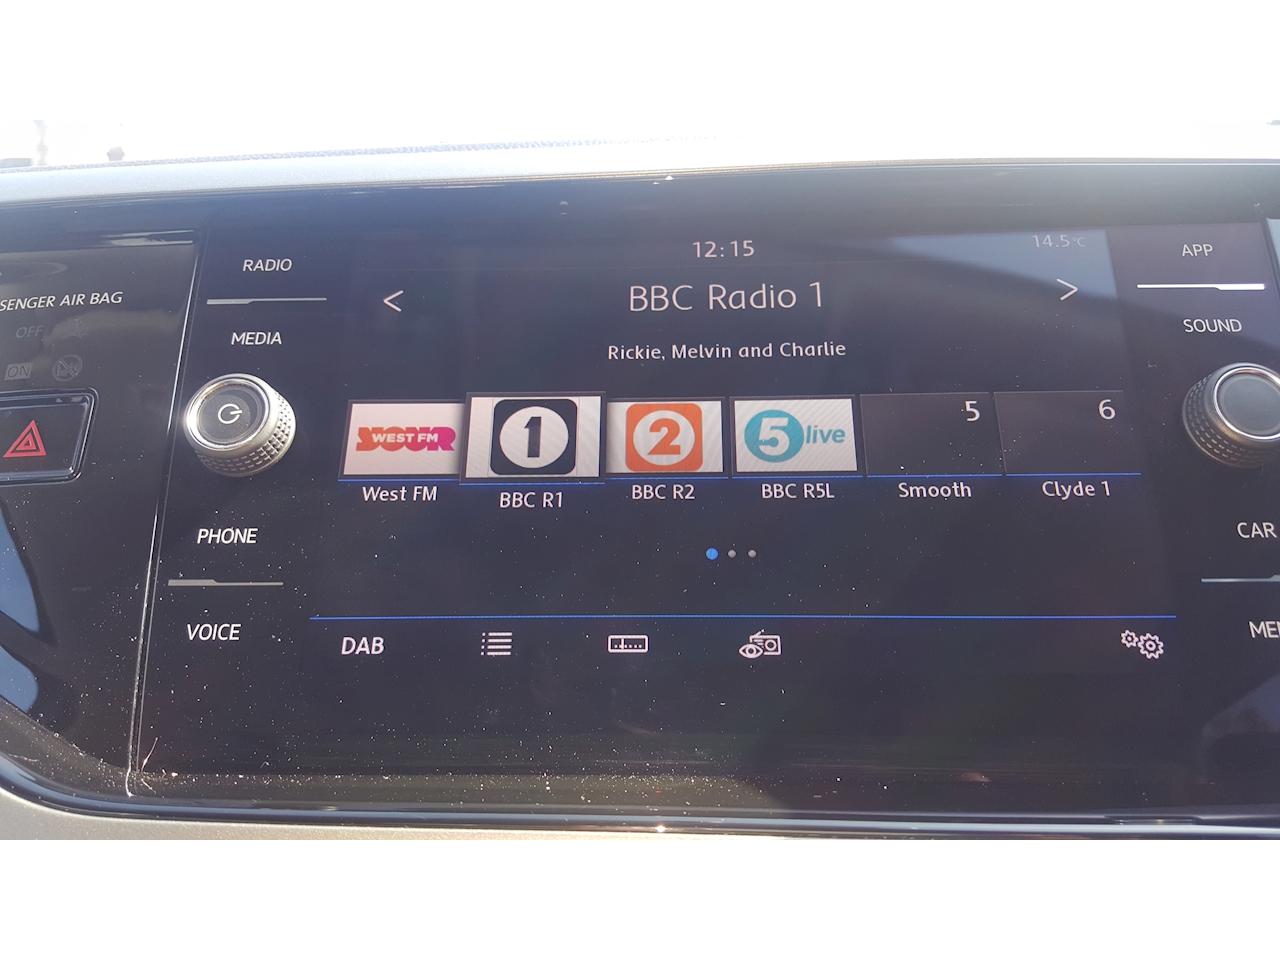 12:15
14.5°C
RADIO
APP
BBC Radio 1
SENGER AIR BAG
OFF
ON
MEDIA
SOUND
Rickie, Melvin and Charlie
YOUR
WEST FM
1
2
5 live
5
6
West FM
BBC R1
BBC R2
BBC R5L
Smooth
Clyde 1
PHONE
CAR
VOICE
DAB